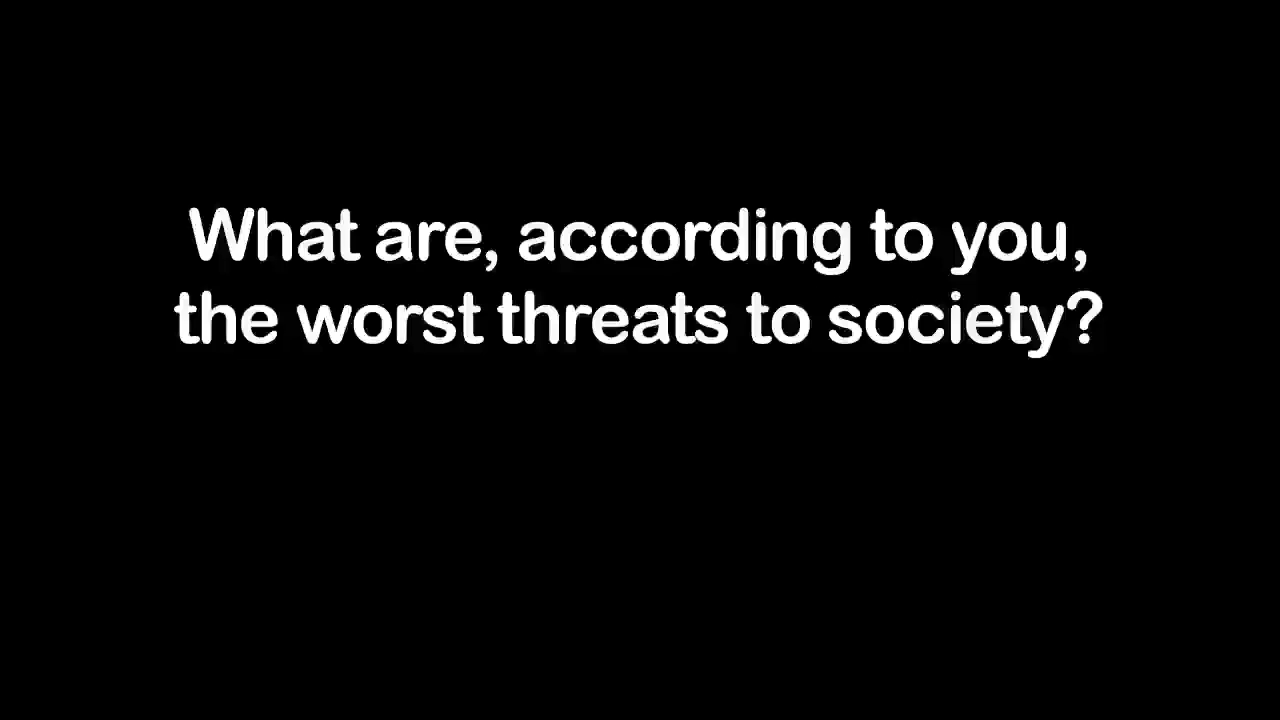 What are, according to you,
the worst threats to society?